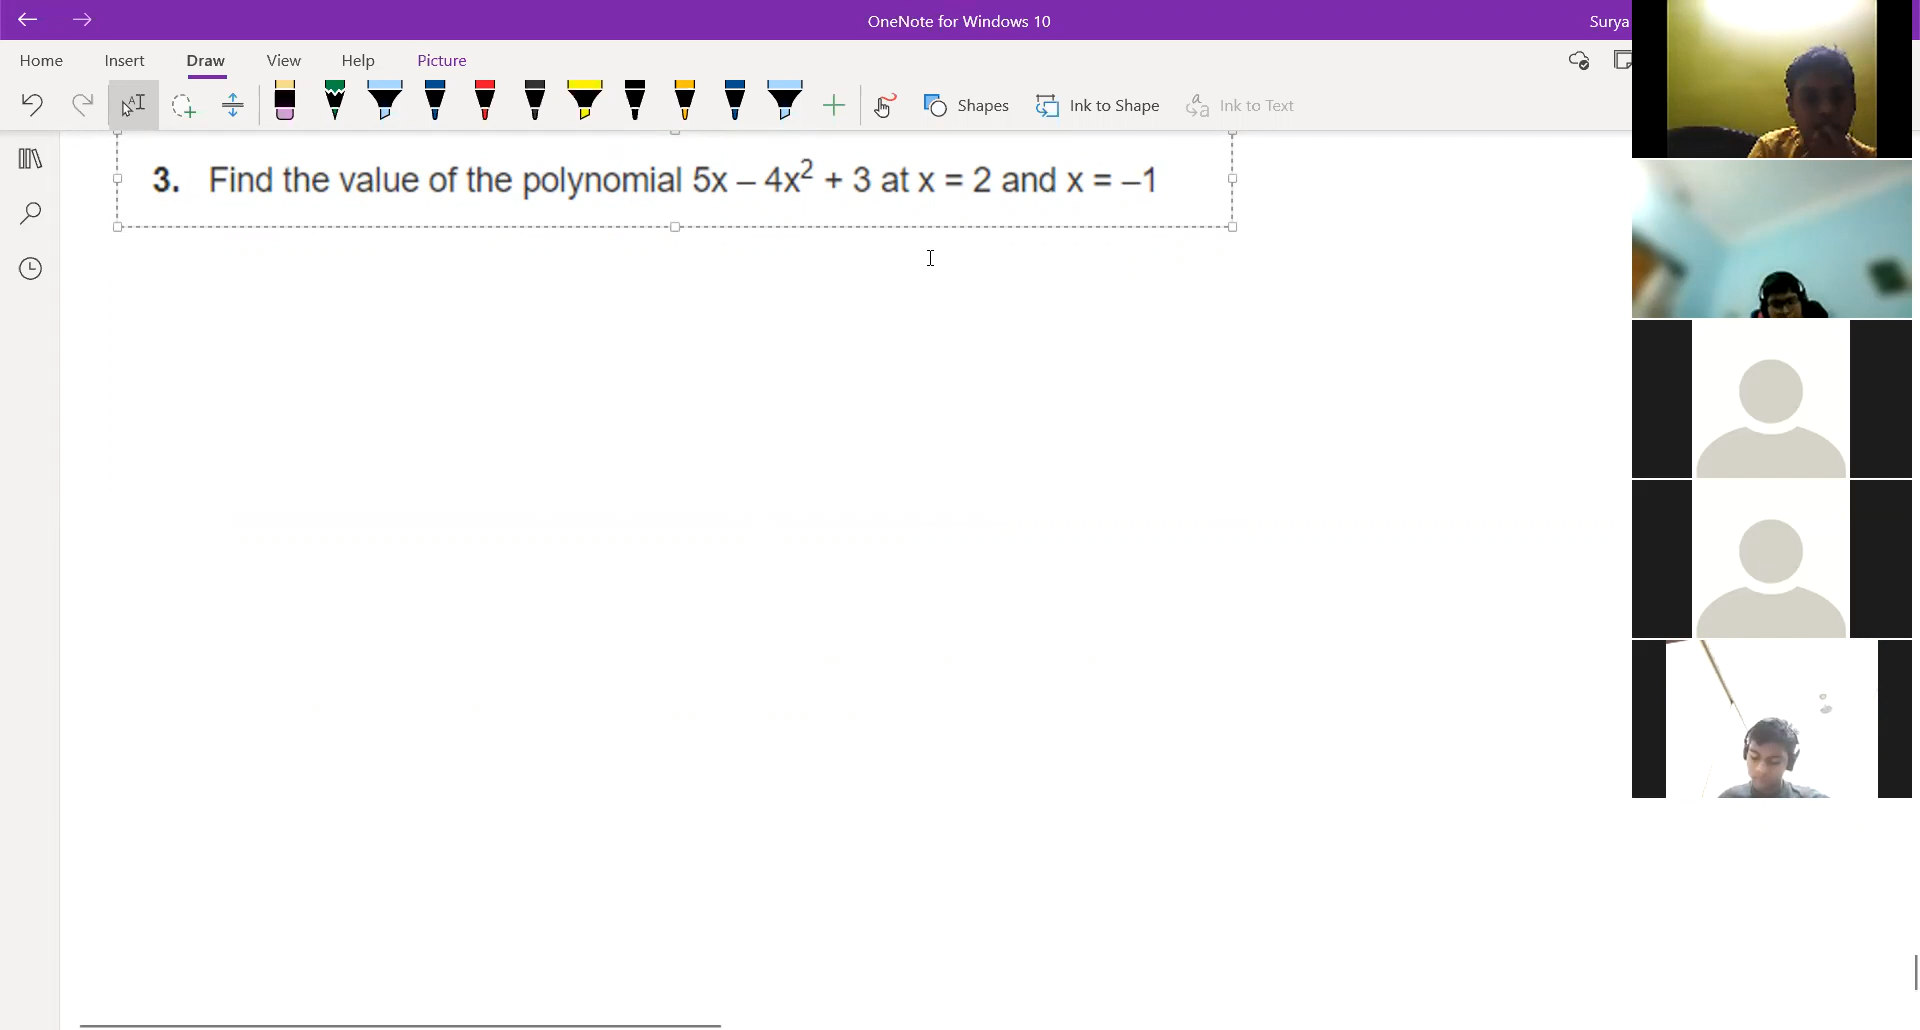 OneNote for Windows 10
Surya
Home Insert Draw View Help Picture
Shapes Ink to Shape Ink to Text
3. Find the value of the polynomial 5x – 4x² + 3 at x = 2 and x = –1